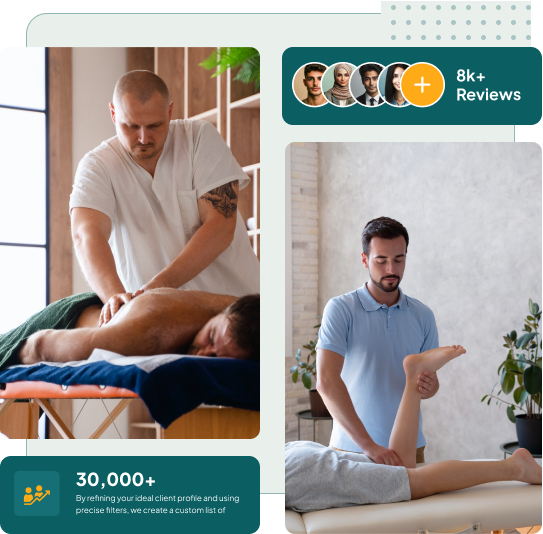 8k+
Reviews
30,000+
By refining your ideal client profile and using
precise filters, we create a custom list of